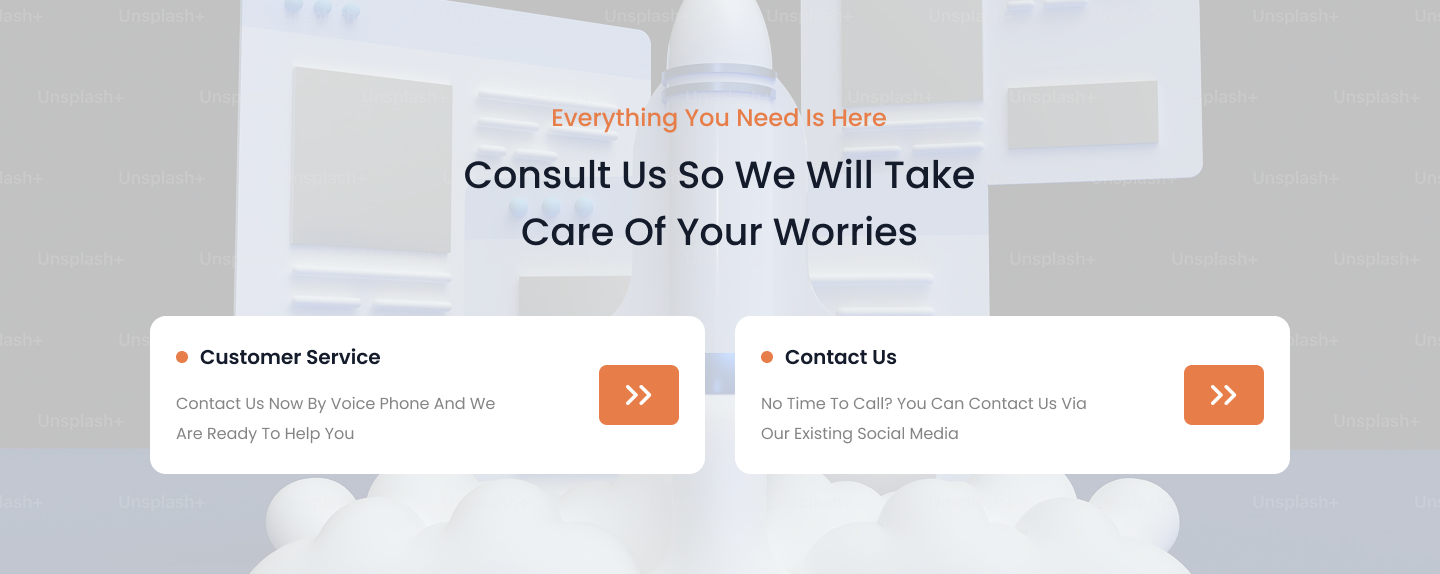 Everything You Need Is Here
Consult Us So We Will Take
Care Of Your Worries
Customer Service
Contact Us Now By Voice Phone And We
Are Ready To Help You
Contact Us
No Time To Call? You Can Contact Us Via
Our Existing Social Media
Unsplash+